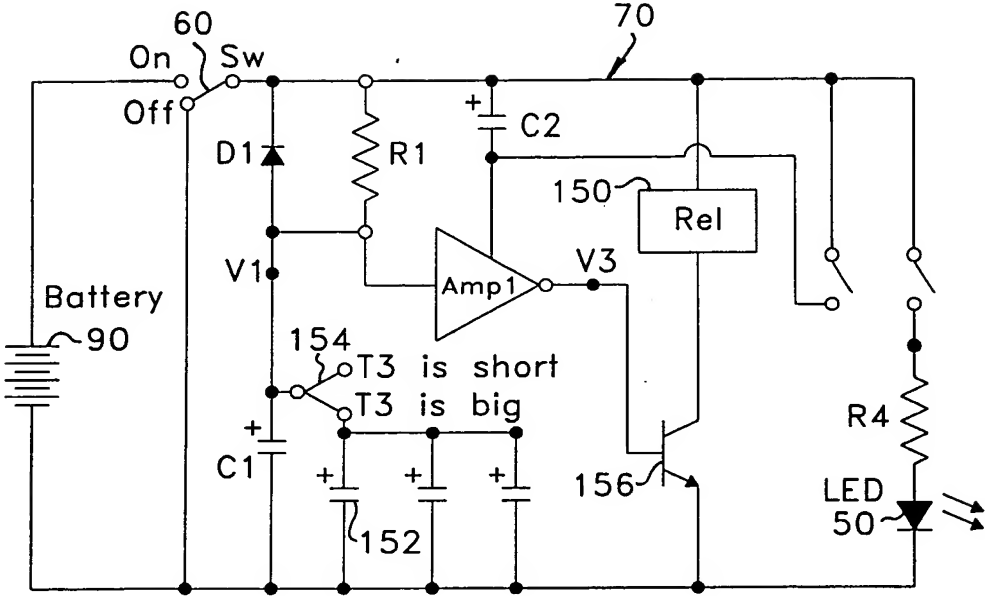 70
60
On Sw
Off
+
C2
D1
R1
150
Rel
V1
Amp1
V3
Battery
90
154
T3 is short
T3 is big
+
C1
R4
+
+
+
156
LED
50
152